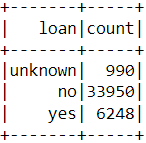 +-------+-----+
|   loan|count|
+-------+-----+
|unknown|  990|
|     no|33950|
|    yes| 6248|
+-------+-----+